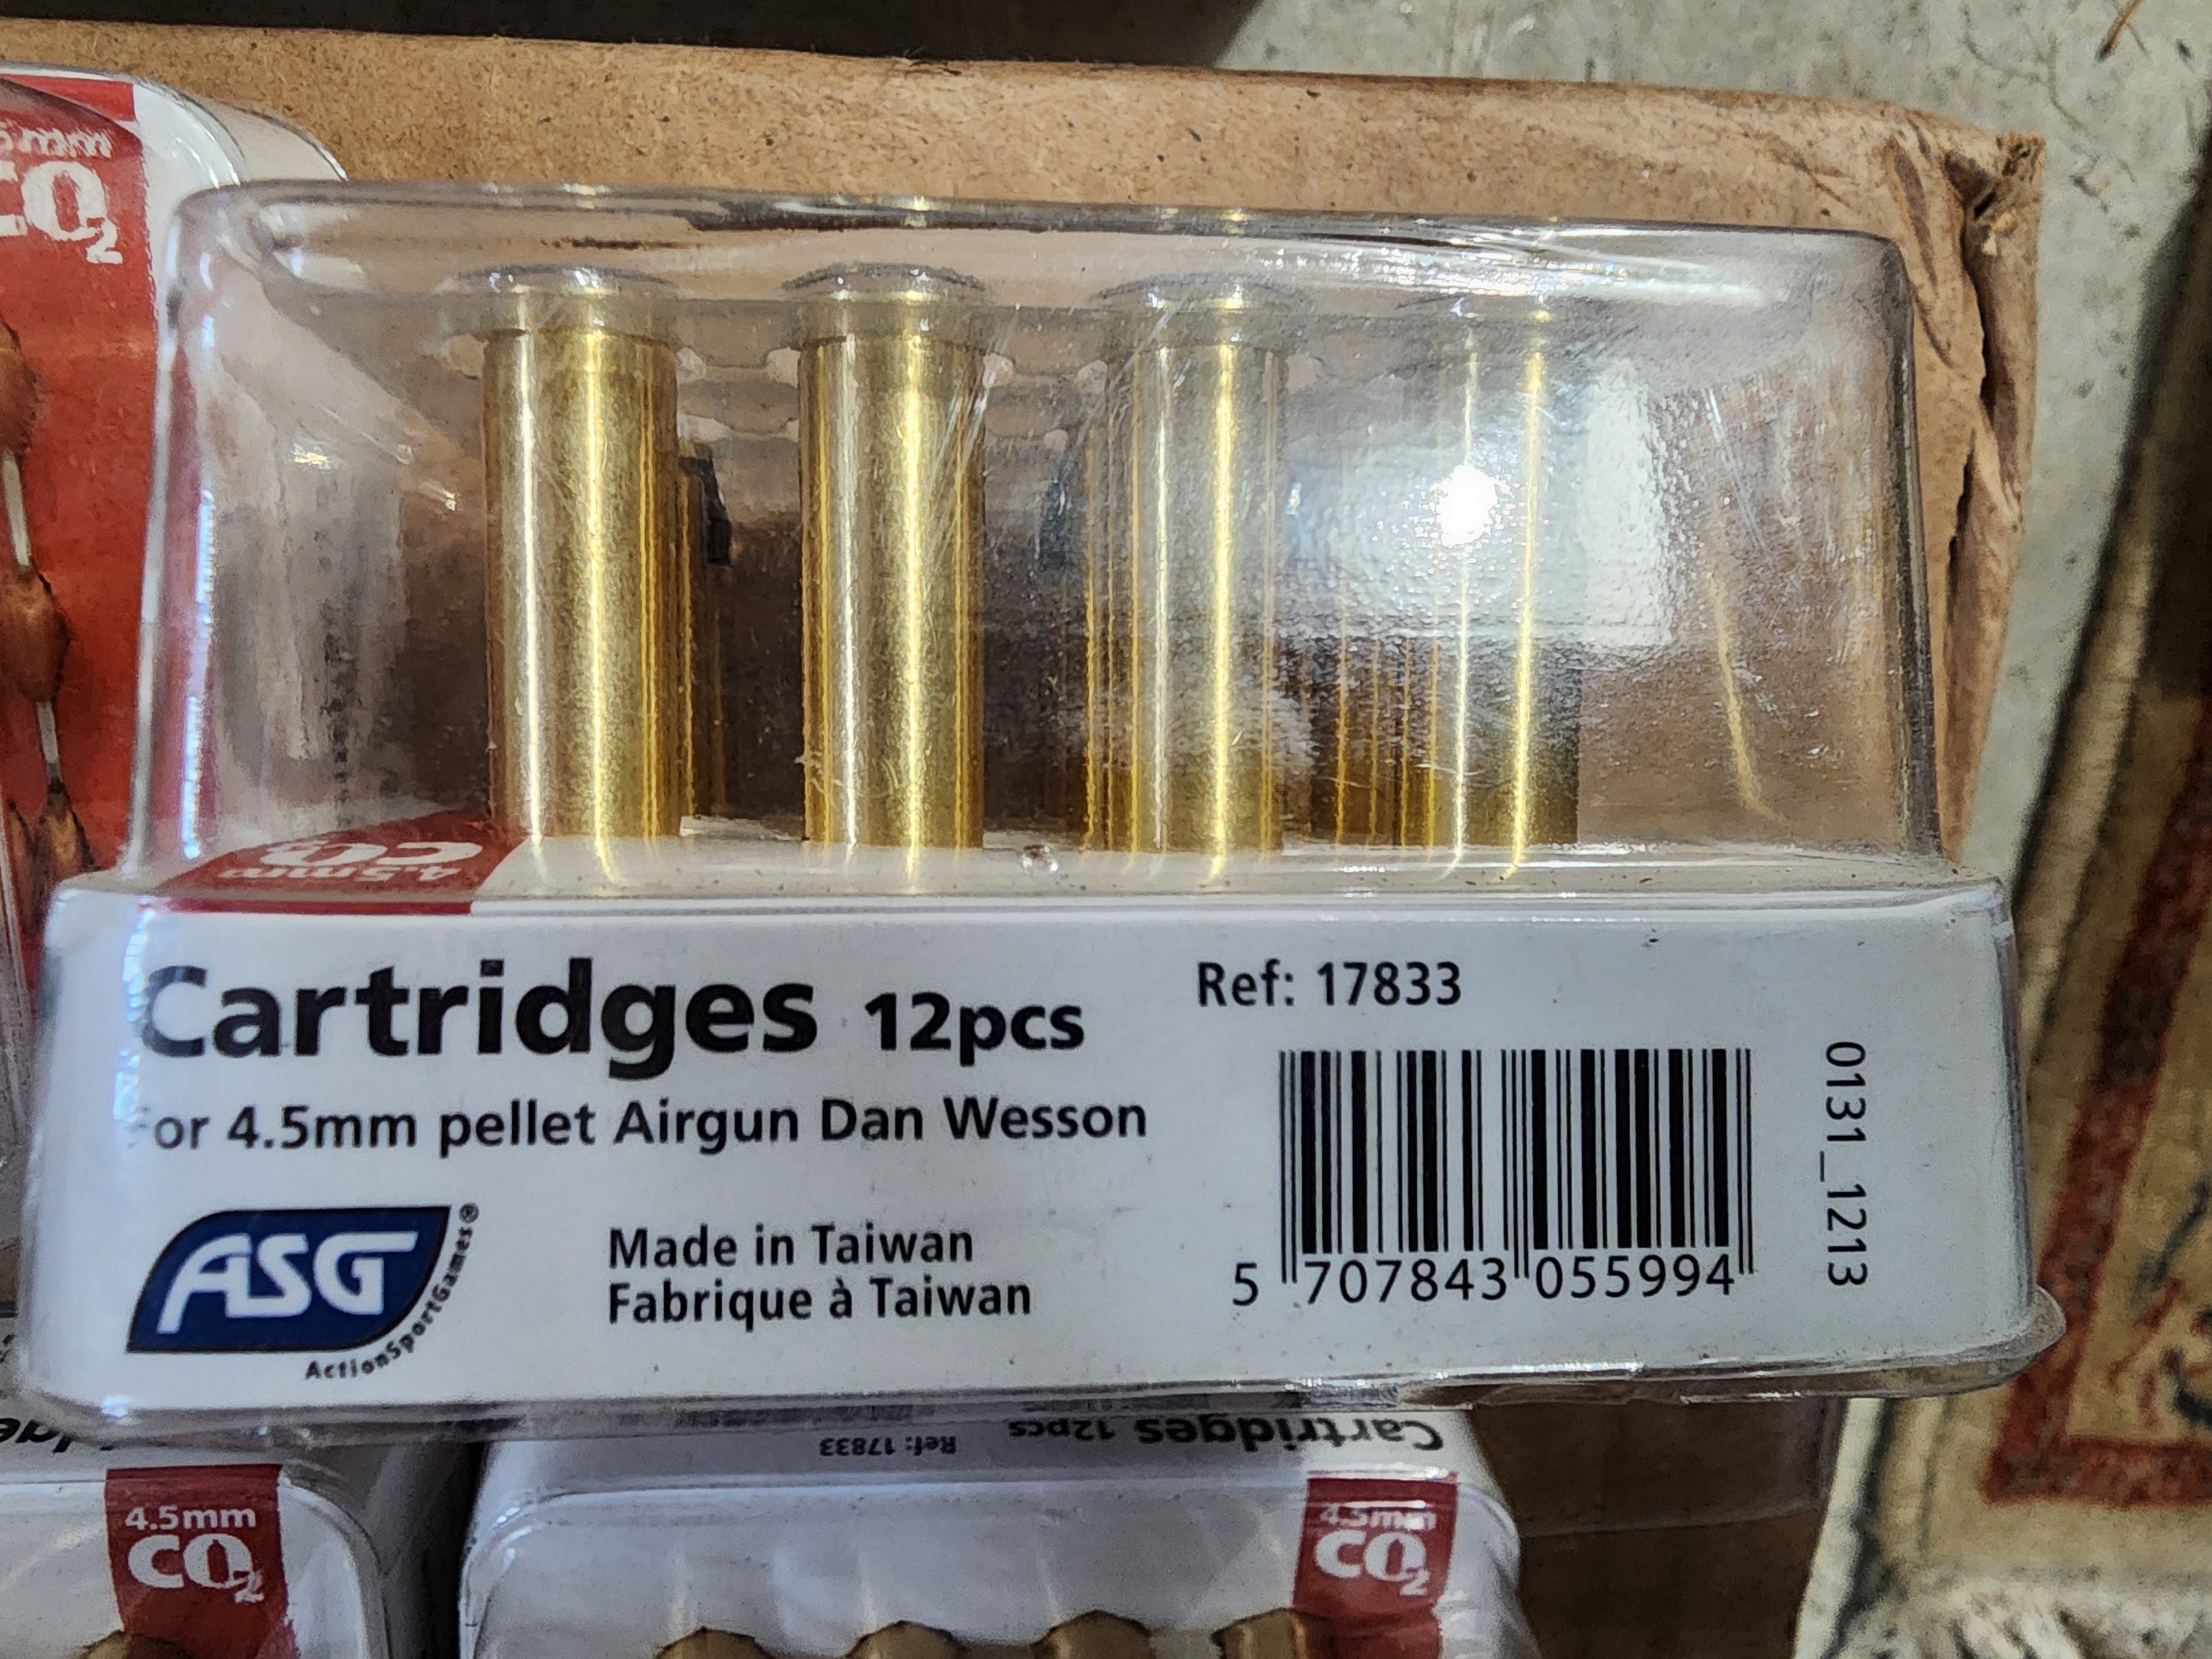 5mm
CO2
4.5mm
CO2
Cartridges 12pcs
For 4.5mm pellet Airgun Dan Wesson
Ref: 17833
5 707843 055994
0131_1213
ASG
ActionSportGames®
Made in Taiwan
Fabrique à Taiwan
Cartridges 12pcs
Ref: 17833
4.5mm
CO2
4.5mm
CO2